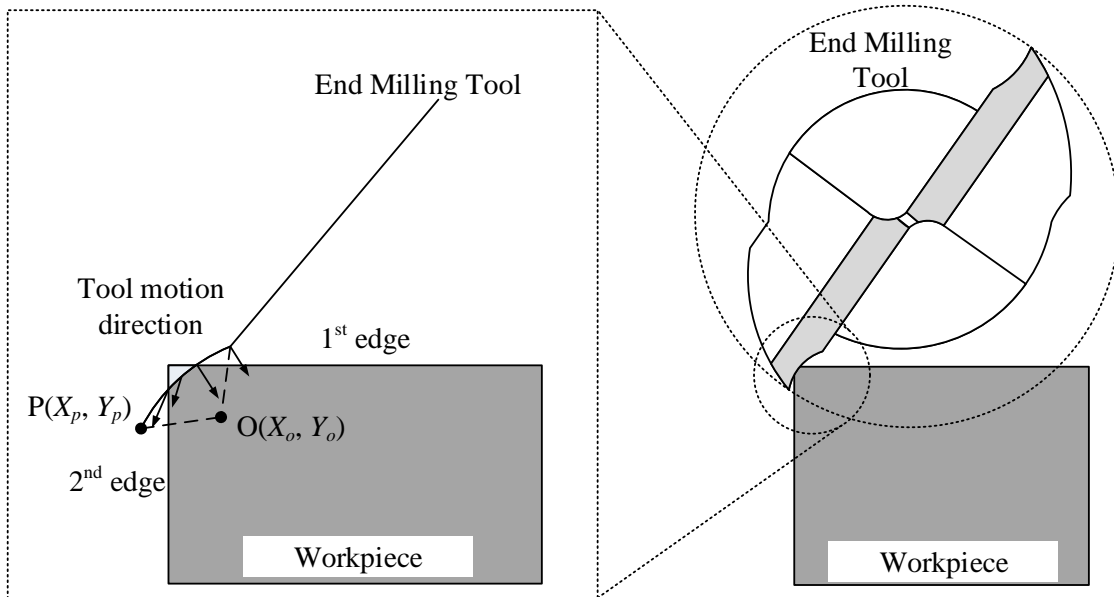 End Milling Tool
Tool motion
direction
1st edge
P(Xp, Yp)
O(Xo, Yo)
2nd edge
Workpiece
End Milling
Tool
Workpiece